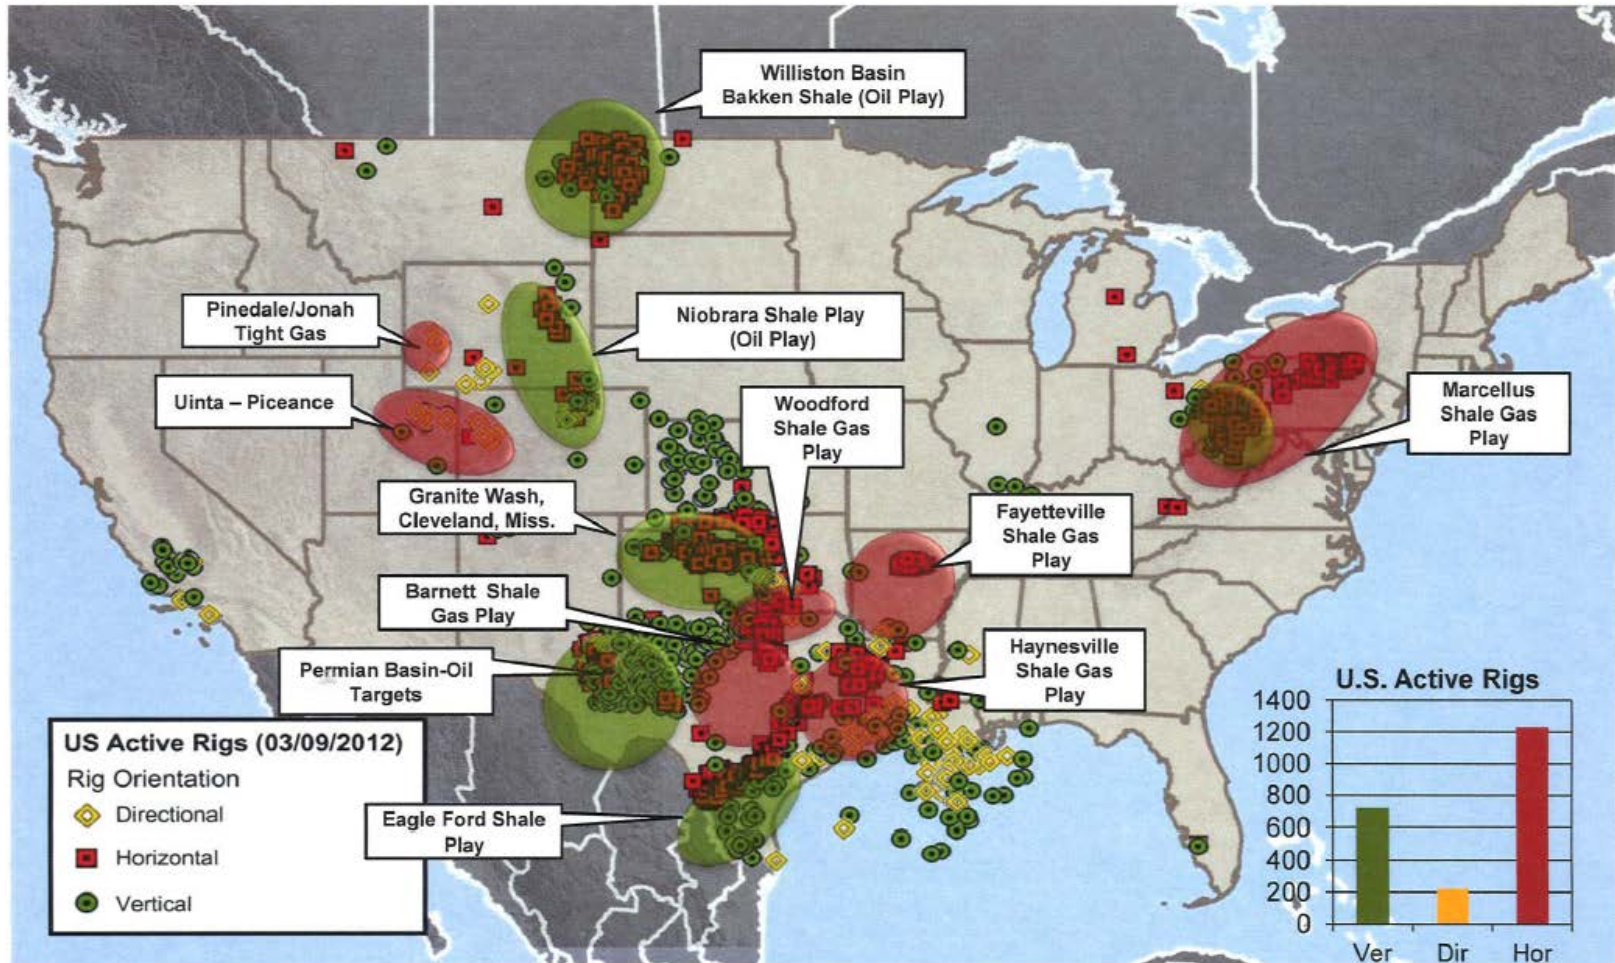 Williston Basin
Bakken Shale (Oil Play)
Pinedale/Jonah
Tight Gas
Niobrara Shale Play
(Oil Play)
Uinta – Piceance
Woodford
Shale Gas
Play
Marcellus
Shale Gas
Play
Granite Wash,
Cleveland, Miss.
Fayetteville
Shale Gas
Play
Barnett Shale
Gas Play
Haynesville
Shale Gas
Play
Permian Basin-Oil
Targets
Eagle Ford Shale
Play
US Active Rigs (03/09/2012)
Rig Orientation
Directional
Horizontal
Vertical
U.S. Active Rigs
1400
1200
1000
800
600
400
200
0
Ver Dir Hor